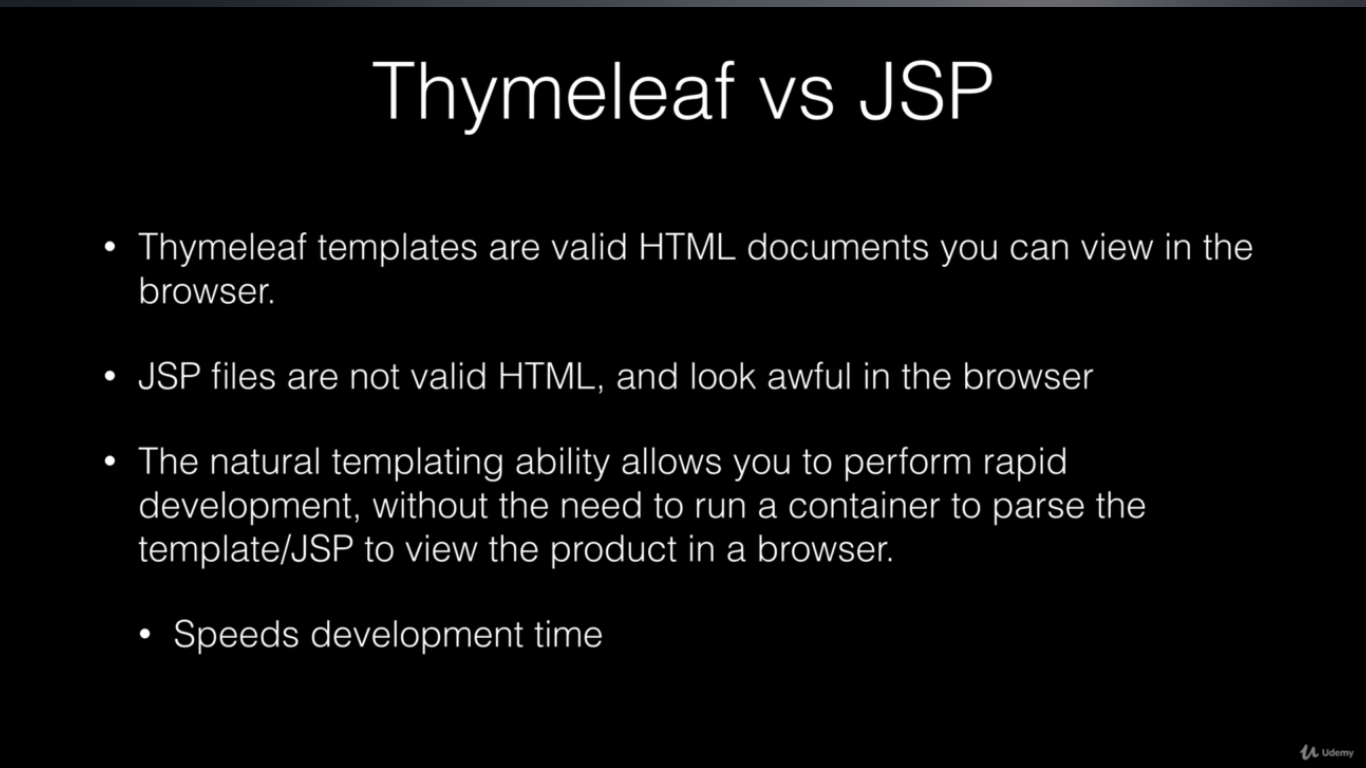 Thymeleaf vs JSP
• Thymeleaf templates are valid HTML documents you can view in the
browser.
• JSP files are not valid HTML, and look awful in the browser
• The natural templating ability allows you to perform rapid
development, without the need to run a container to parse the
template/JSP to view the product in a browser.
• Speeds development time
Udemy